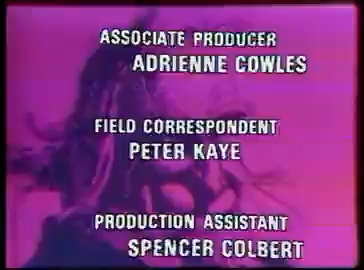 ASSOCIATE PRODUCER
ADRIENNE COWLES
FIELD CORRESPONDENT
PETER KAYE
PRODUCTION ASSISTANT
SPENCER COLBERT